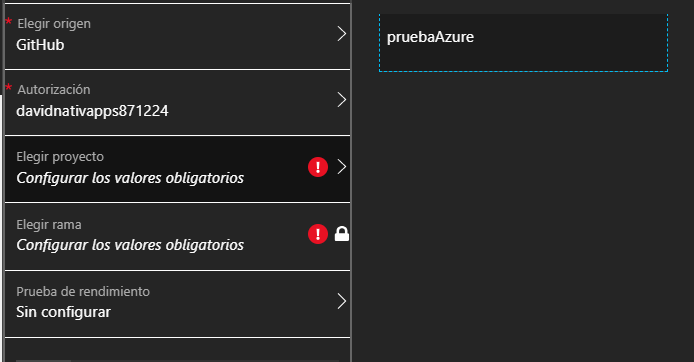 * Elegir origen
GitHub
* Autorización
davidnativapps871224
Elegir proyecto
Configurar los valores obligatorios
Elegir rama
Configurar los valores obligatorios
Prueba de rendimiento
Sin configurar
pruebaAzure